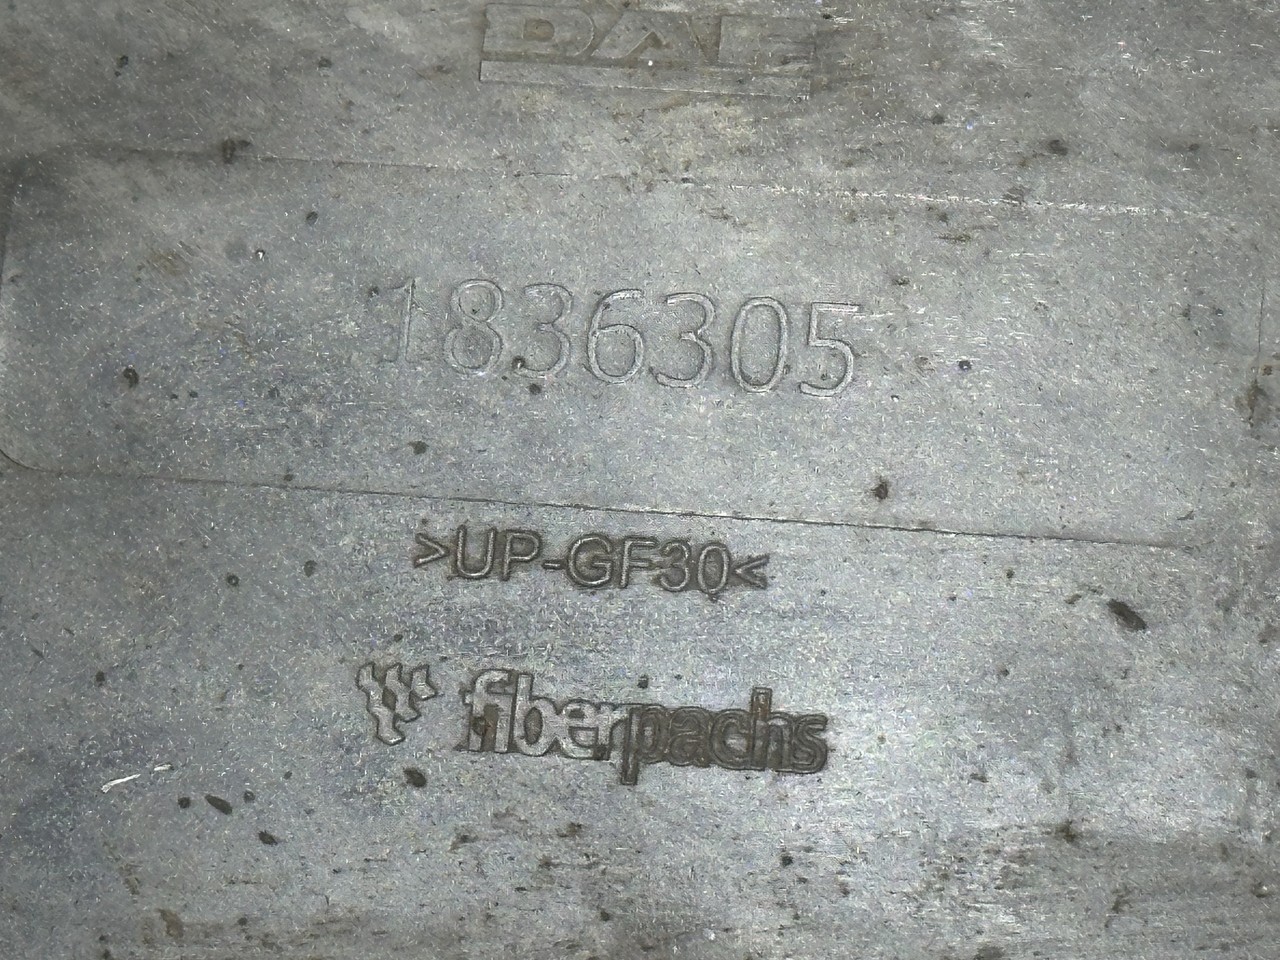 DAF
1836305
>UP-GF30<
fiberpachs